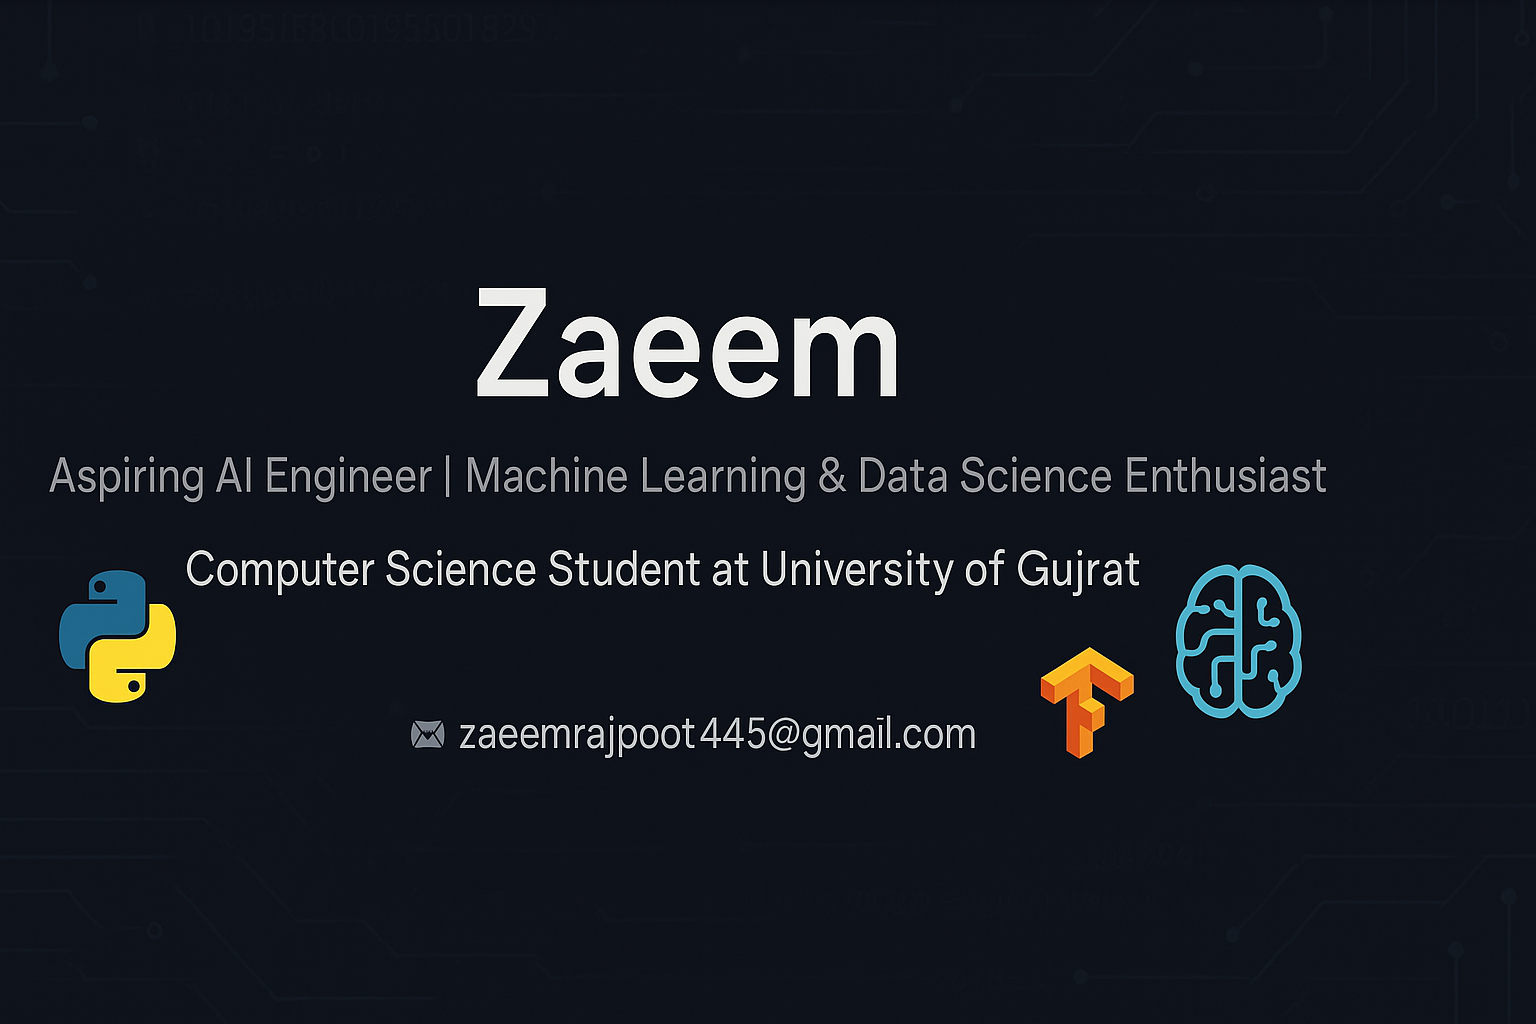 Zaeem
Aspiring AI Engineer | Machine Learning & Data Science Enthusiast
Computer Science Student at University of Gujrat
zaeemrajpoot445@gmail.com